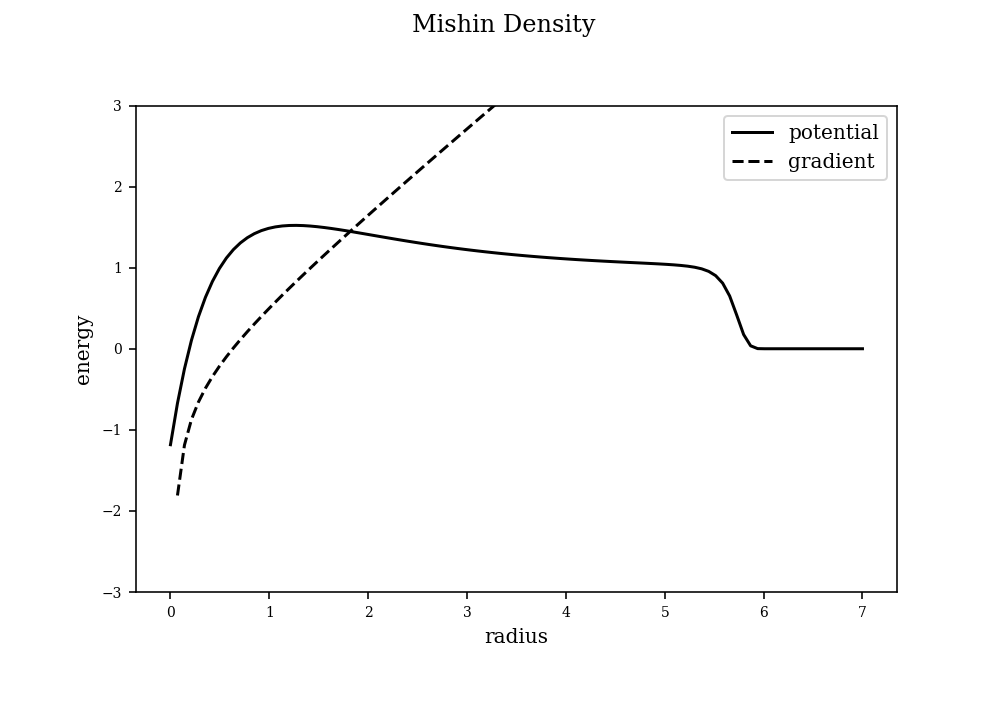 Mishin Density
potential
gradient
energy
3
2
1
0
−1
−2
−3
0 1 2 3 4 5 6 7
radius